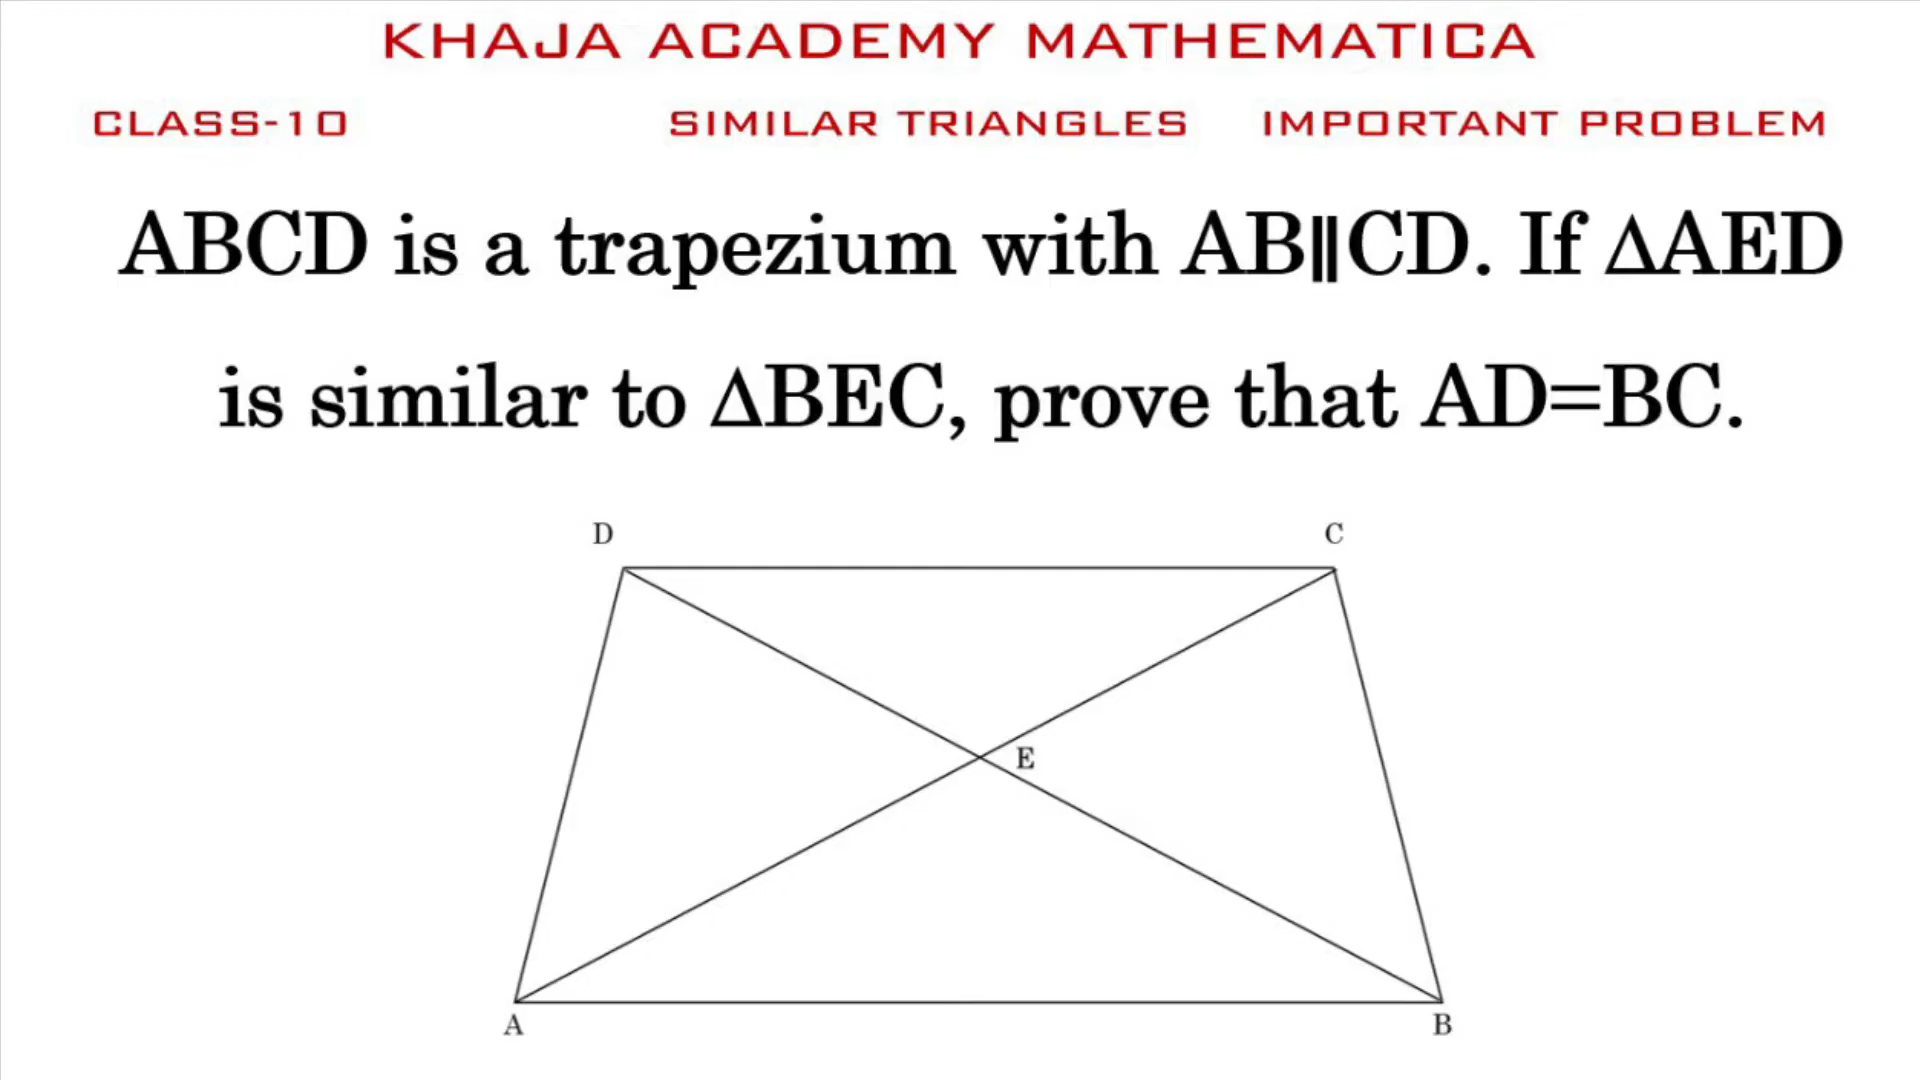 KHAJA ACADEMY MATHEMATICA
CLASS-10 SIMILAR TRIANGLES IMPORTANT PROBLEM
ABCD is a trapezium with AB∥CD. If ΔAED
is similar to ΔBEC, prove that AD=BC.
D C
E
A B